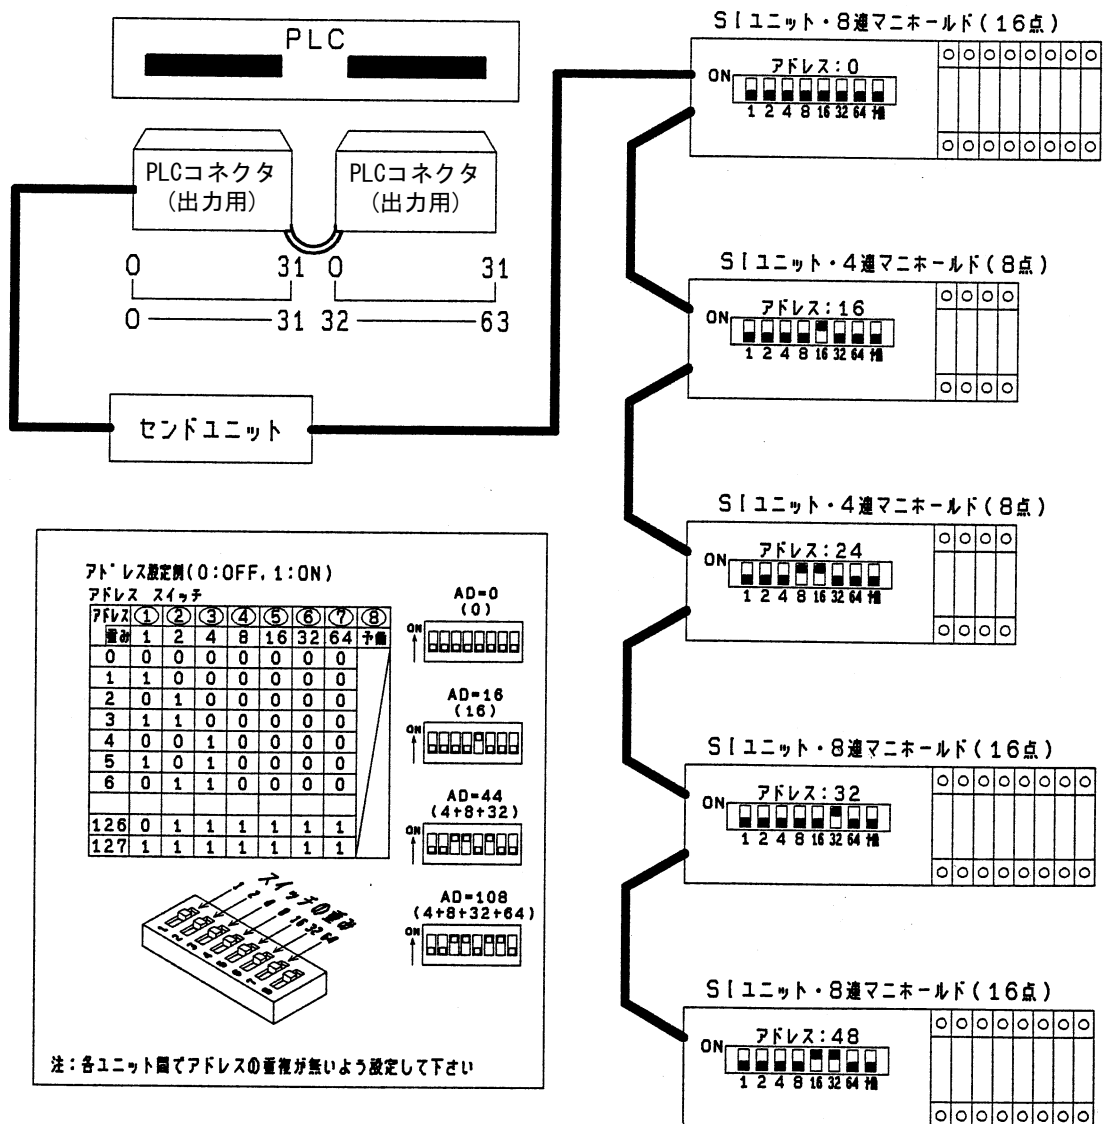 PLC
PLCコネクタ
(出力用)
PLCコネクタ
(出力用)
0 31 0 31
0 31 32 63
センドユニット
SIユニット・8連マニホールド(16点)
アドレス:0
ON
1 2 4 8 16 32 64 予備
SIユニット・4連マニホールド(8点)
アドレス:16
ON
1 2 4 8 16 32 64 予備
SIユニット・4連マニホールド(8点)
アドレス:24
ON
1 2 4 8 16 32 64 予備
SIユニット・8連マニホールド(16点)
アドレス:32
ON
1 2 4 8 16 32 64 予備
SIユニット・8連マニホールド(16点)
アドレス:48
ON
1 2 4 8 16 32 64 予備
アドレス設定例(0:OFF, 1:ON)
アドレス スイッチ
アドレス ① ② ③ ④ ⑤ ⑥ ⑦ ⑧
重み 1 2 4 8 16 32 64 予備
0 0 0 0 0 0 0 0
1 1 0 0 0 0 0 0
2 0 1 0 0 0 0 0
3 1 1 0 0 0 0 0
4 0 0 1 0 0 0 0
5 1 0 1 0 0 0 0
6 0 1 1 0 0 0 0
126 0 1 1 1 1 1 1
127 1 1 1 1 1 1 1
AD=0
(0)
ON
AD=16
(16)
ON
AD=44
(4+8+32)
ON
AD=108
(4+8+32+64)
ON
スイッチの重み
1 2 4 8 16 32 64
1 2 3 4 5 6 7 8
注:各ユニット間でアドレスの重複が無いよう設定して下さい